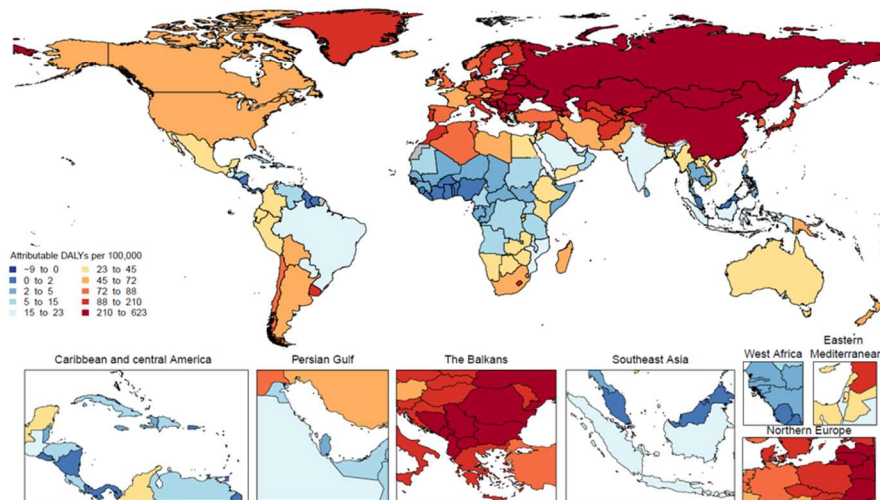 Attributable DALYs per 100,000
−9 to 0
0 to 2
2 to 5
5 to 15
15 to 23
23 to 45
45 to 72
72 to 88
88 to 210
210 to 623
Caribbean and central America
Persian Gulf
The Balkans
Southeast Asia
West Africa
Eastern
Mediterranean
Northern Europe